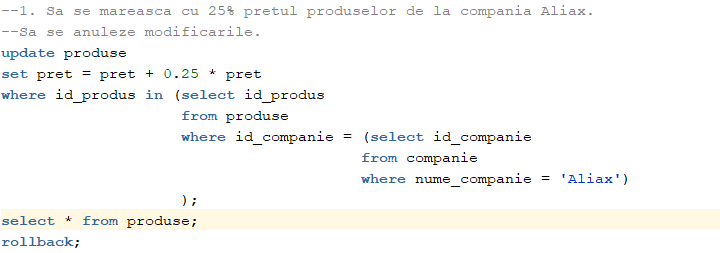 --1. Sa se mareasca cu 25% pretul produselor de la compania Aliax.
--Sa se anuleze modificarile.
update produse
set pret = pret + 0.25 * pret
where id_produs in (select id_produs
from produse
where id_companie = (select id_companie
from companie
where nume_companie = 'Aliax')
);
select * from produse;
rollback;